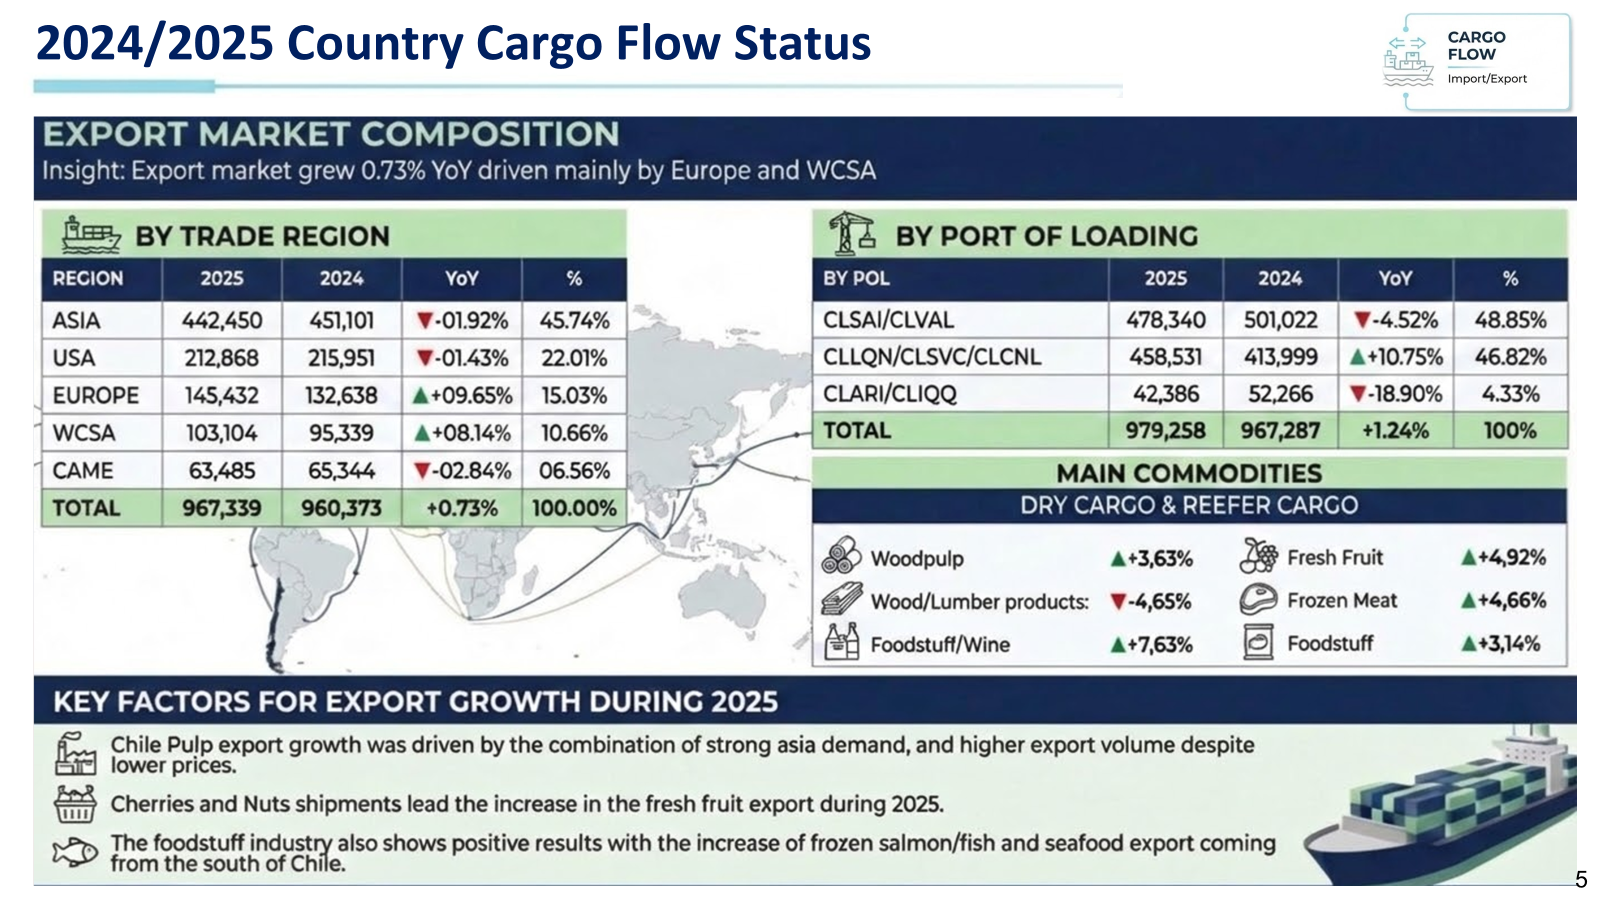 2024/2025 Country Cargo Flow Status
CARGO
FLOW
Import/Export
EXPORT MARKET COMPOSITION
Insight: Export market grew 0.73% YoY driven mainly by Europe and WCSA
BY TRADE REGION
REGION 2025 2024 YoY %
ASIA 442,450 451,101 ▼-01.92% 45.74%
USA 212,868 215,951 ▼-01.43% 22.01%
EUROPE 145,432 132,638 ▲+09.65% 15.03%
WCSA 103,104 95,339 ▲+08.14% 10.66%
CAME 63,485 65,344 ▼-02.84% 06.56%
TOTAL 967,339 960,373 +0.73% 100.00%
BY PORT OF LOADING
BY POL 2025 2024 YoY %
CLSAI/CLVAL 478,340 501,022 ▼-4.52% 48.85%
CLLQN/CLSVC/CLCNL 458,531 413,999 ▲+10.75% 46.82%
CLARI/CLIQQ 42,386 52,266 ▼-18.90% 4.33%
TOTAL 979,258 967,287 +1.24% 100%
MAIN COMMODITIES
DRY CARGO & REEFER CARGO
Woodpulp ▲+3,63% Fresh Fruit ▲+4,92%
Wood/Lumber products: ▼-4,65% Frozen Meat ▲+4,66%
Foodstuff/Wine ▲+7,63% Foodstuff ▲+3,14%
KEY FACTORS FOR EXPORT GROWTH DURING 2025
Chile Pulp export growth was driven by the combination of strong asia demand, and higher export volume despite
lower prices.
Cherries and Nuts shipments lead the increase in the fresh fruit export during 2025.
The foodstuff industry also shows positive results with the increase of frozen salmon/fish and seafood export coming
from the south of Chile.
5